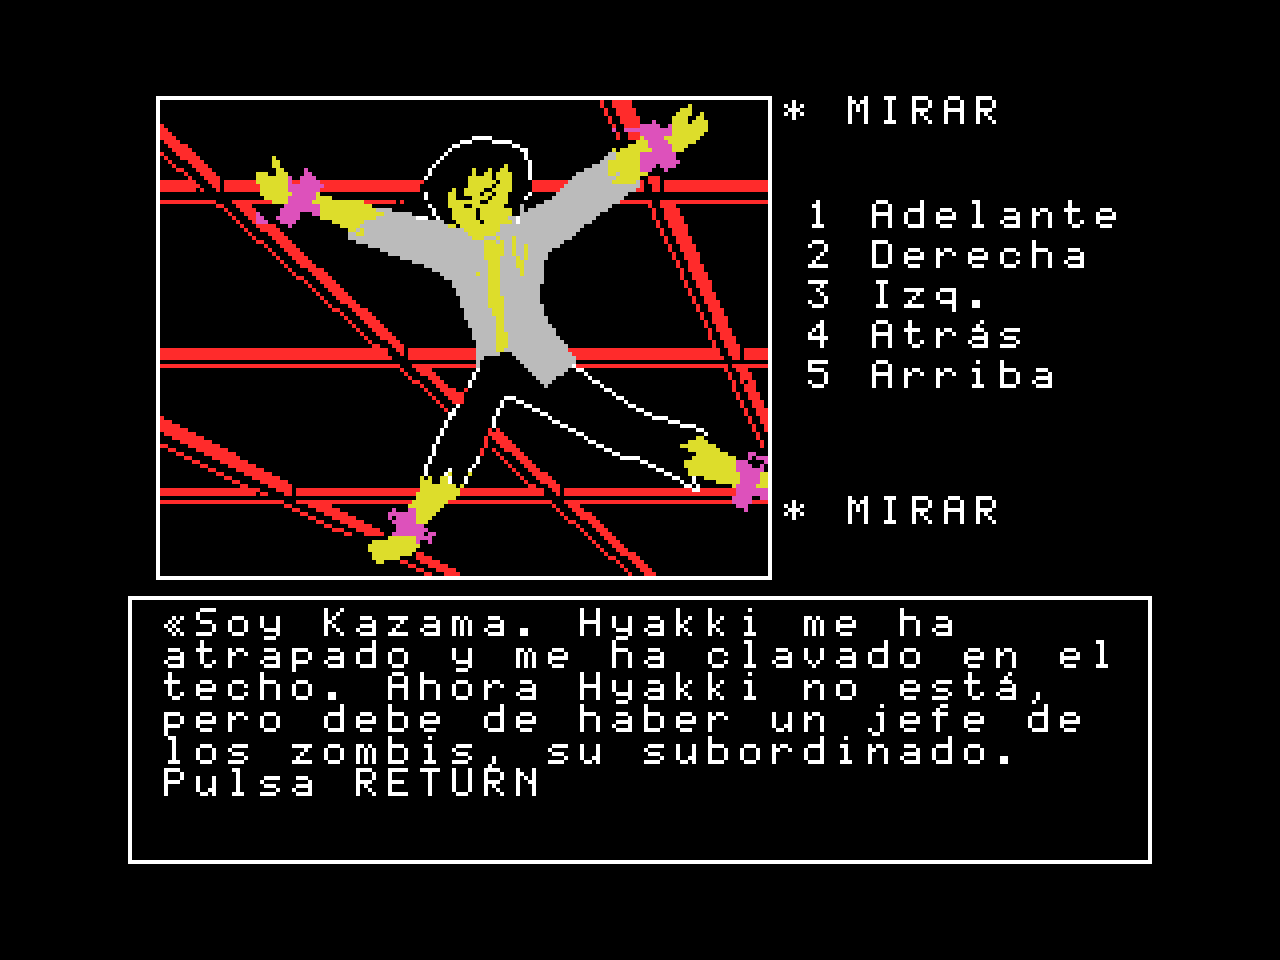 * MIRAR
1 Adelante
2 Derecha
3 Izq.
4 Atrás
5 Arriba
* MIRAR
«Soy Kazama. Hyakki me ha
atrapado y me ha clavado en el
techo. Ahora Hyakki no está,
pero debe de haber un jefe de
los zombis, su subordinado.
Pulsa RETURN